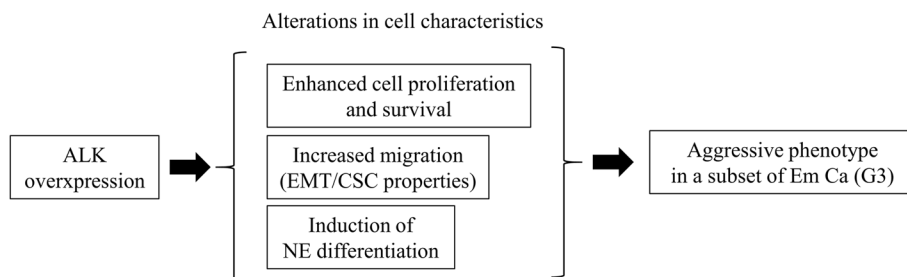 Alterations in cell characteristics
ALK
overxpression
Enhanced cell proliferation
and survival
Increased migration
(EMT/CSC properties)
Induction of
NE differentiation
Aggressive phenotype
in a subset of Em Ca (G3)